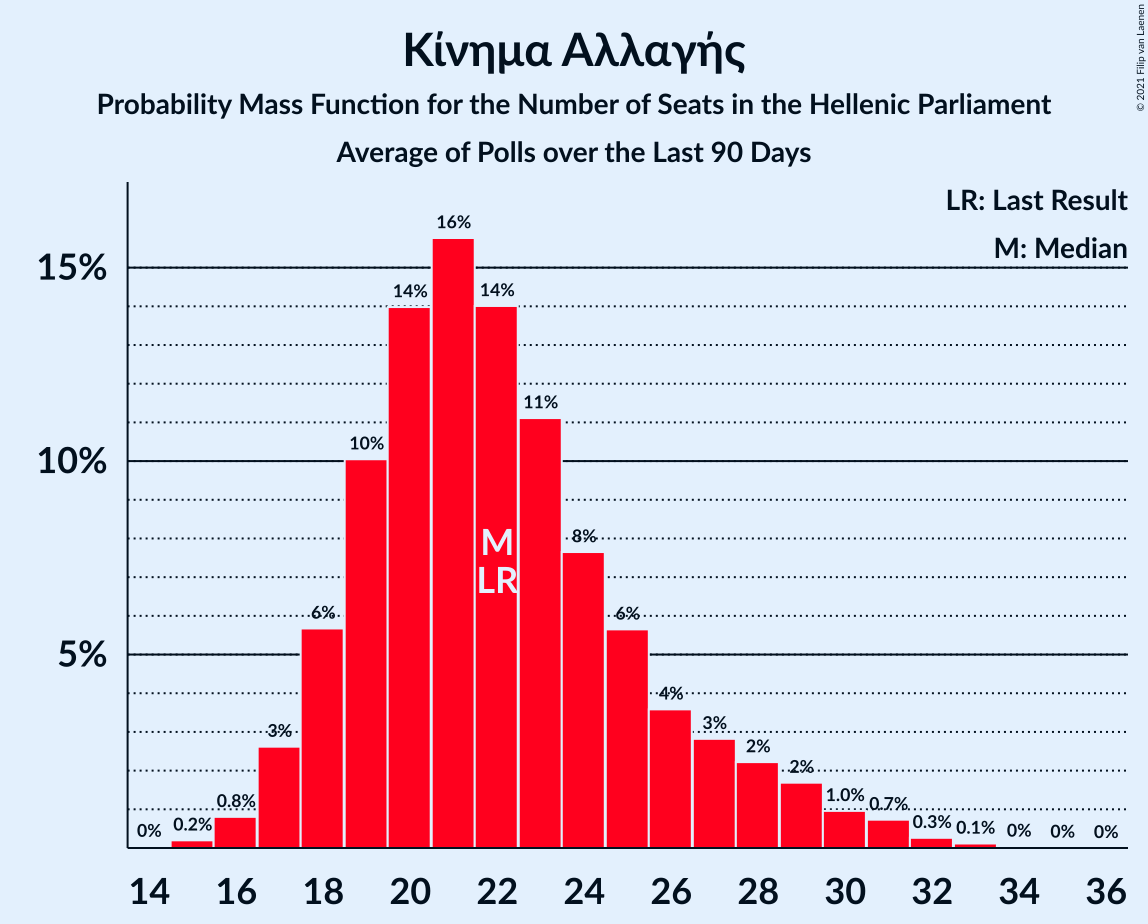 Κίνημα Αλλαγής
Probability Mass Function for the Number of Seats in the Hellenic Parliament
Average of Polls over the Last 90 Days
© 2021 Filip van Laenen
LR: Last Result
M: Median
15%
10%
5%
0%
0.2%
0.8%
3%
6%
10%
14%
16%
14%
11%
8%
6%
4%
3%
2%
2%
1.0%
0.7%
0.3%
0.1%
0%
0%
0%
M
LR
14 16 18 20 22 24 26 28 30 32 34 36